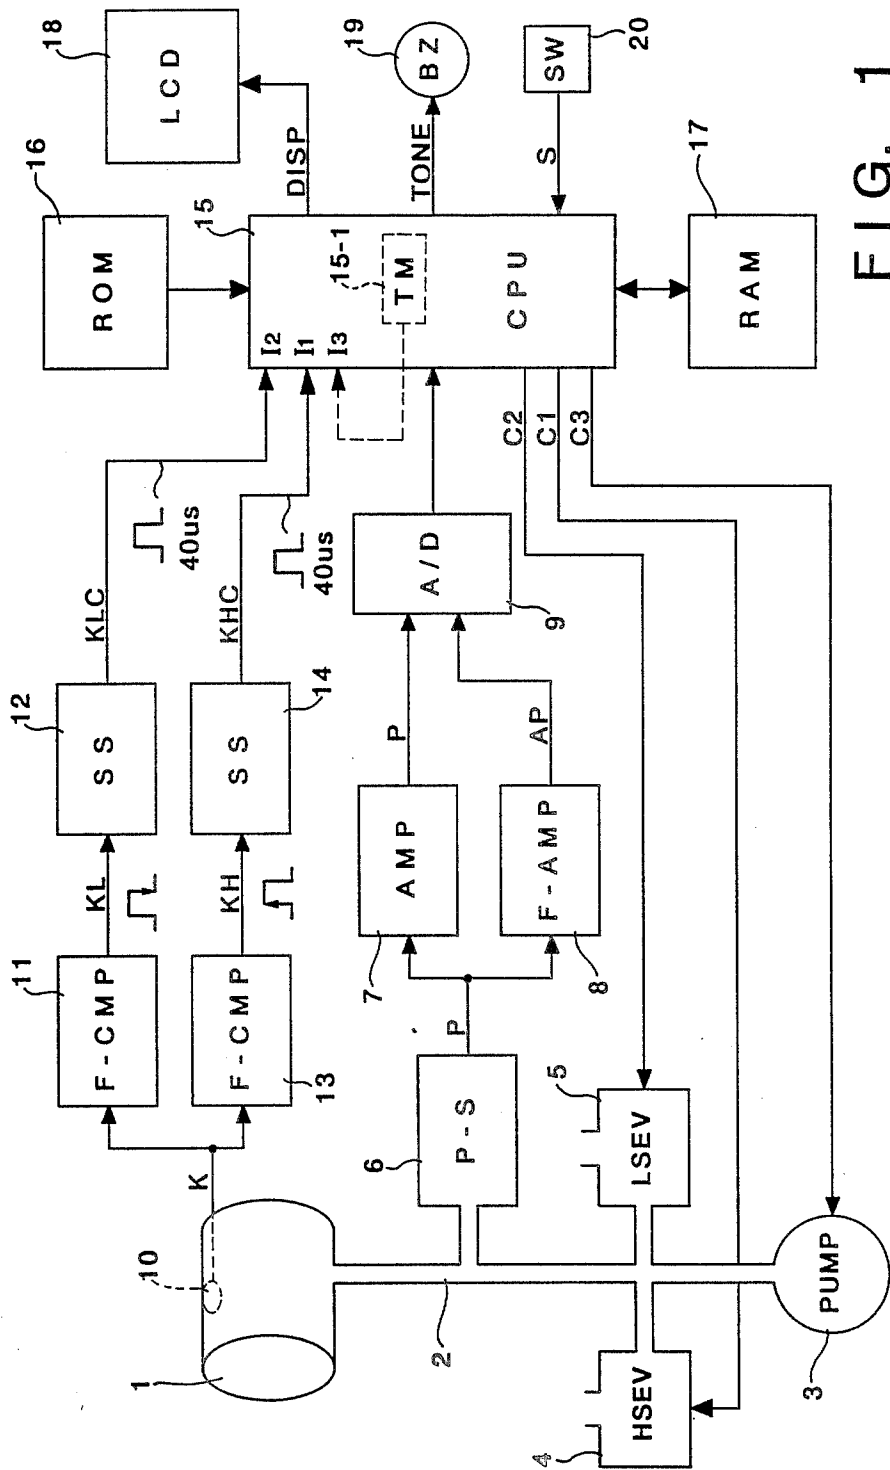 18
LCD
DISP
19
BZ
TONE
SW
20
S
16
ROM
15
I2
I1
I3
15-1
TM
CPU
17
RAM
C2
C1
C3
40us
40us
KLC
KHC
12
SS
14
SS
A/D
9
P
AP
KL
KH
AMP
7
F-AMP
8
11
F-CMP
F-CMP
13
P
K
10
1
2
6
P-S
5
LSEV
4
HSEV
PUMP
3
FIG. 1